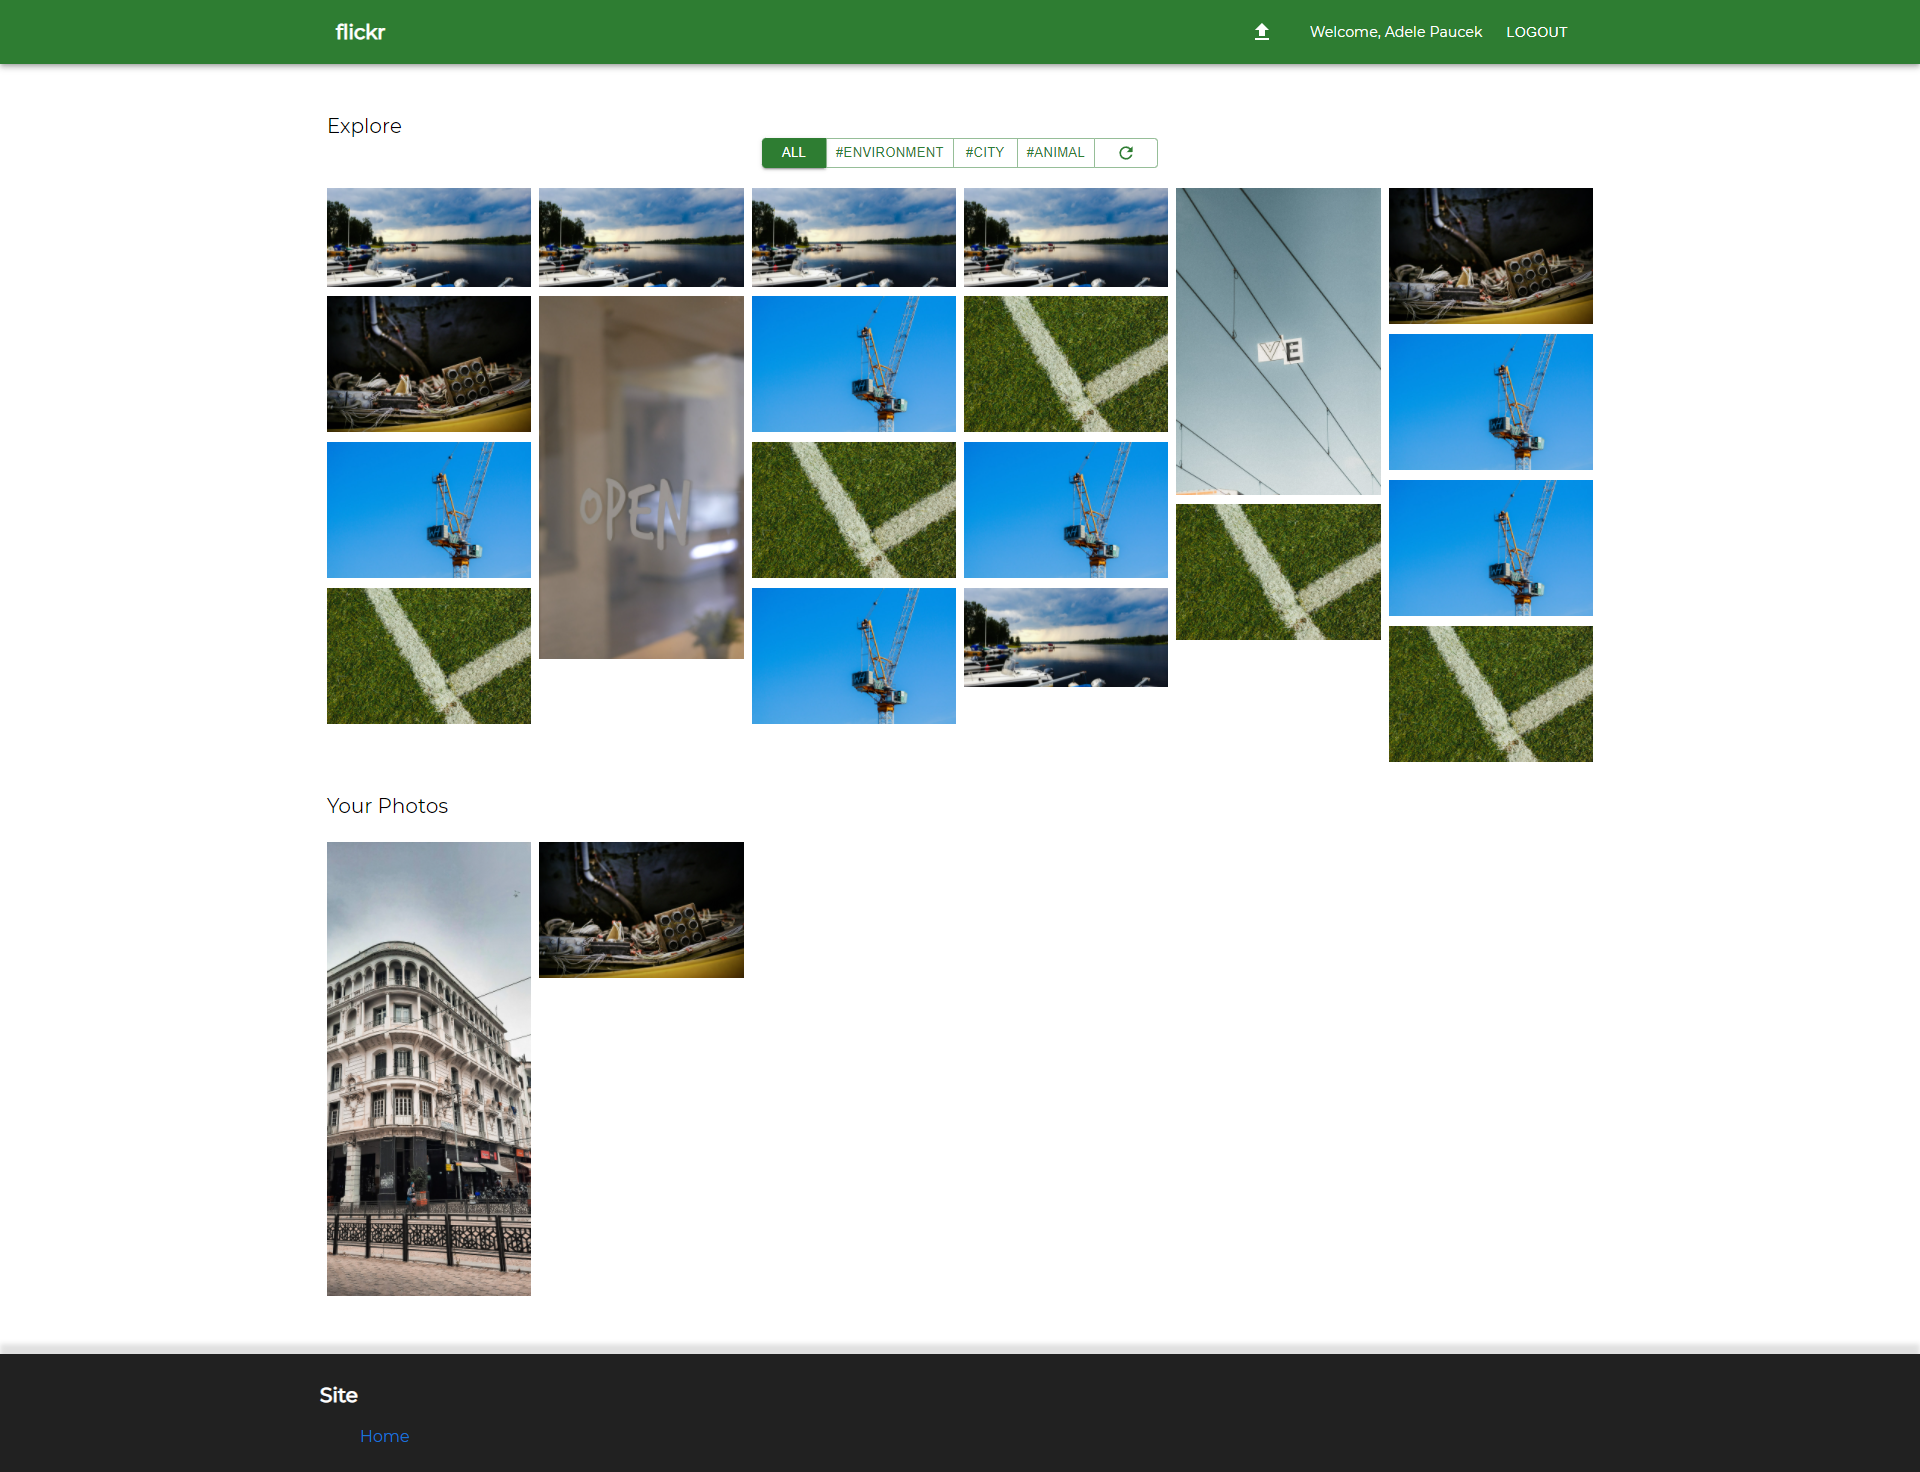 flickr
Welcome, Adele Paucek
LOGOUT
Explore
ALL
#ENVIRONMENT
#CITY
#ANIMAL
VE
OPEN
Your Photos
Site
Home